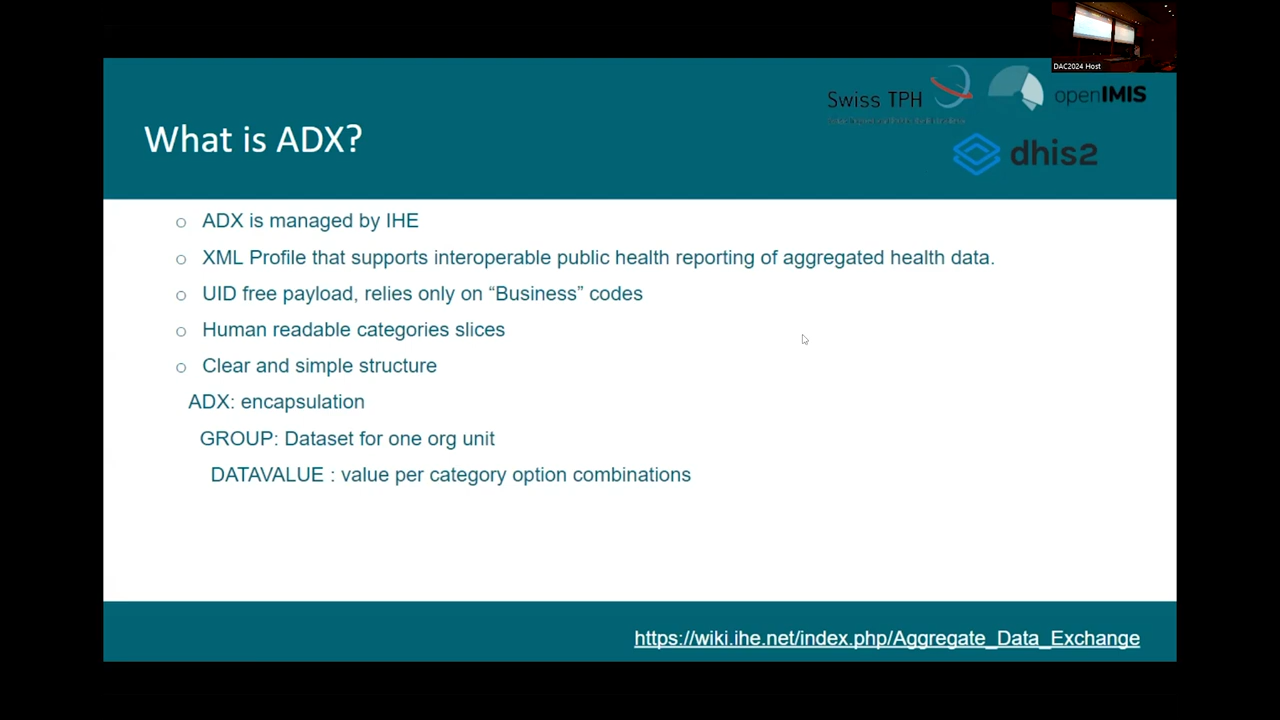 DAC2024 Host
Swiss TPH
openIMIS
dhis2
What is ADX?
ADX is managed by IHE
XML Profile that supports interoperable public health reporting of aggregated health data.
UID free payload, relies only on “Business” codes
Human readable categories slices
Clear and simple structure
ADX: encapsulation
GROUP: Dataset for one org unit
DATAVALUE : value per category option combinations
https://wiki.ihe.net/index.php/Aggregate_Data_Exchange